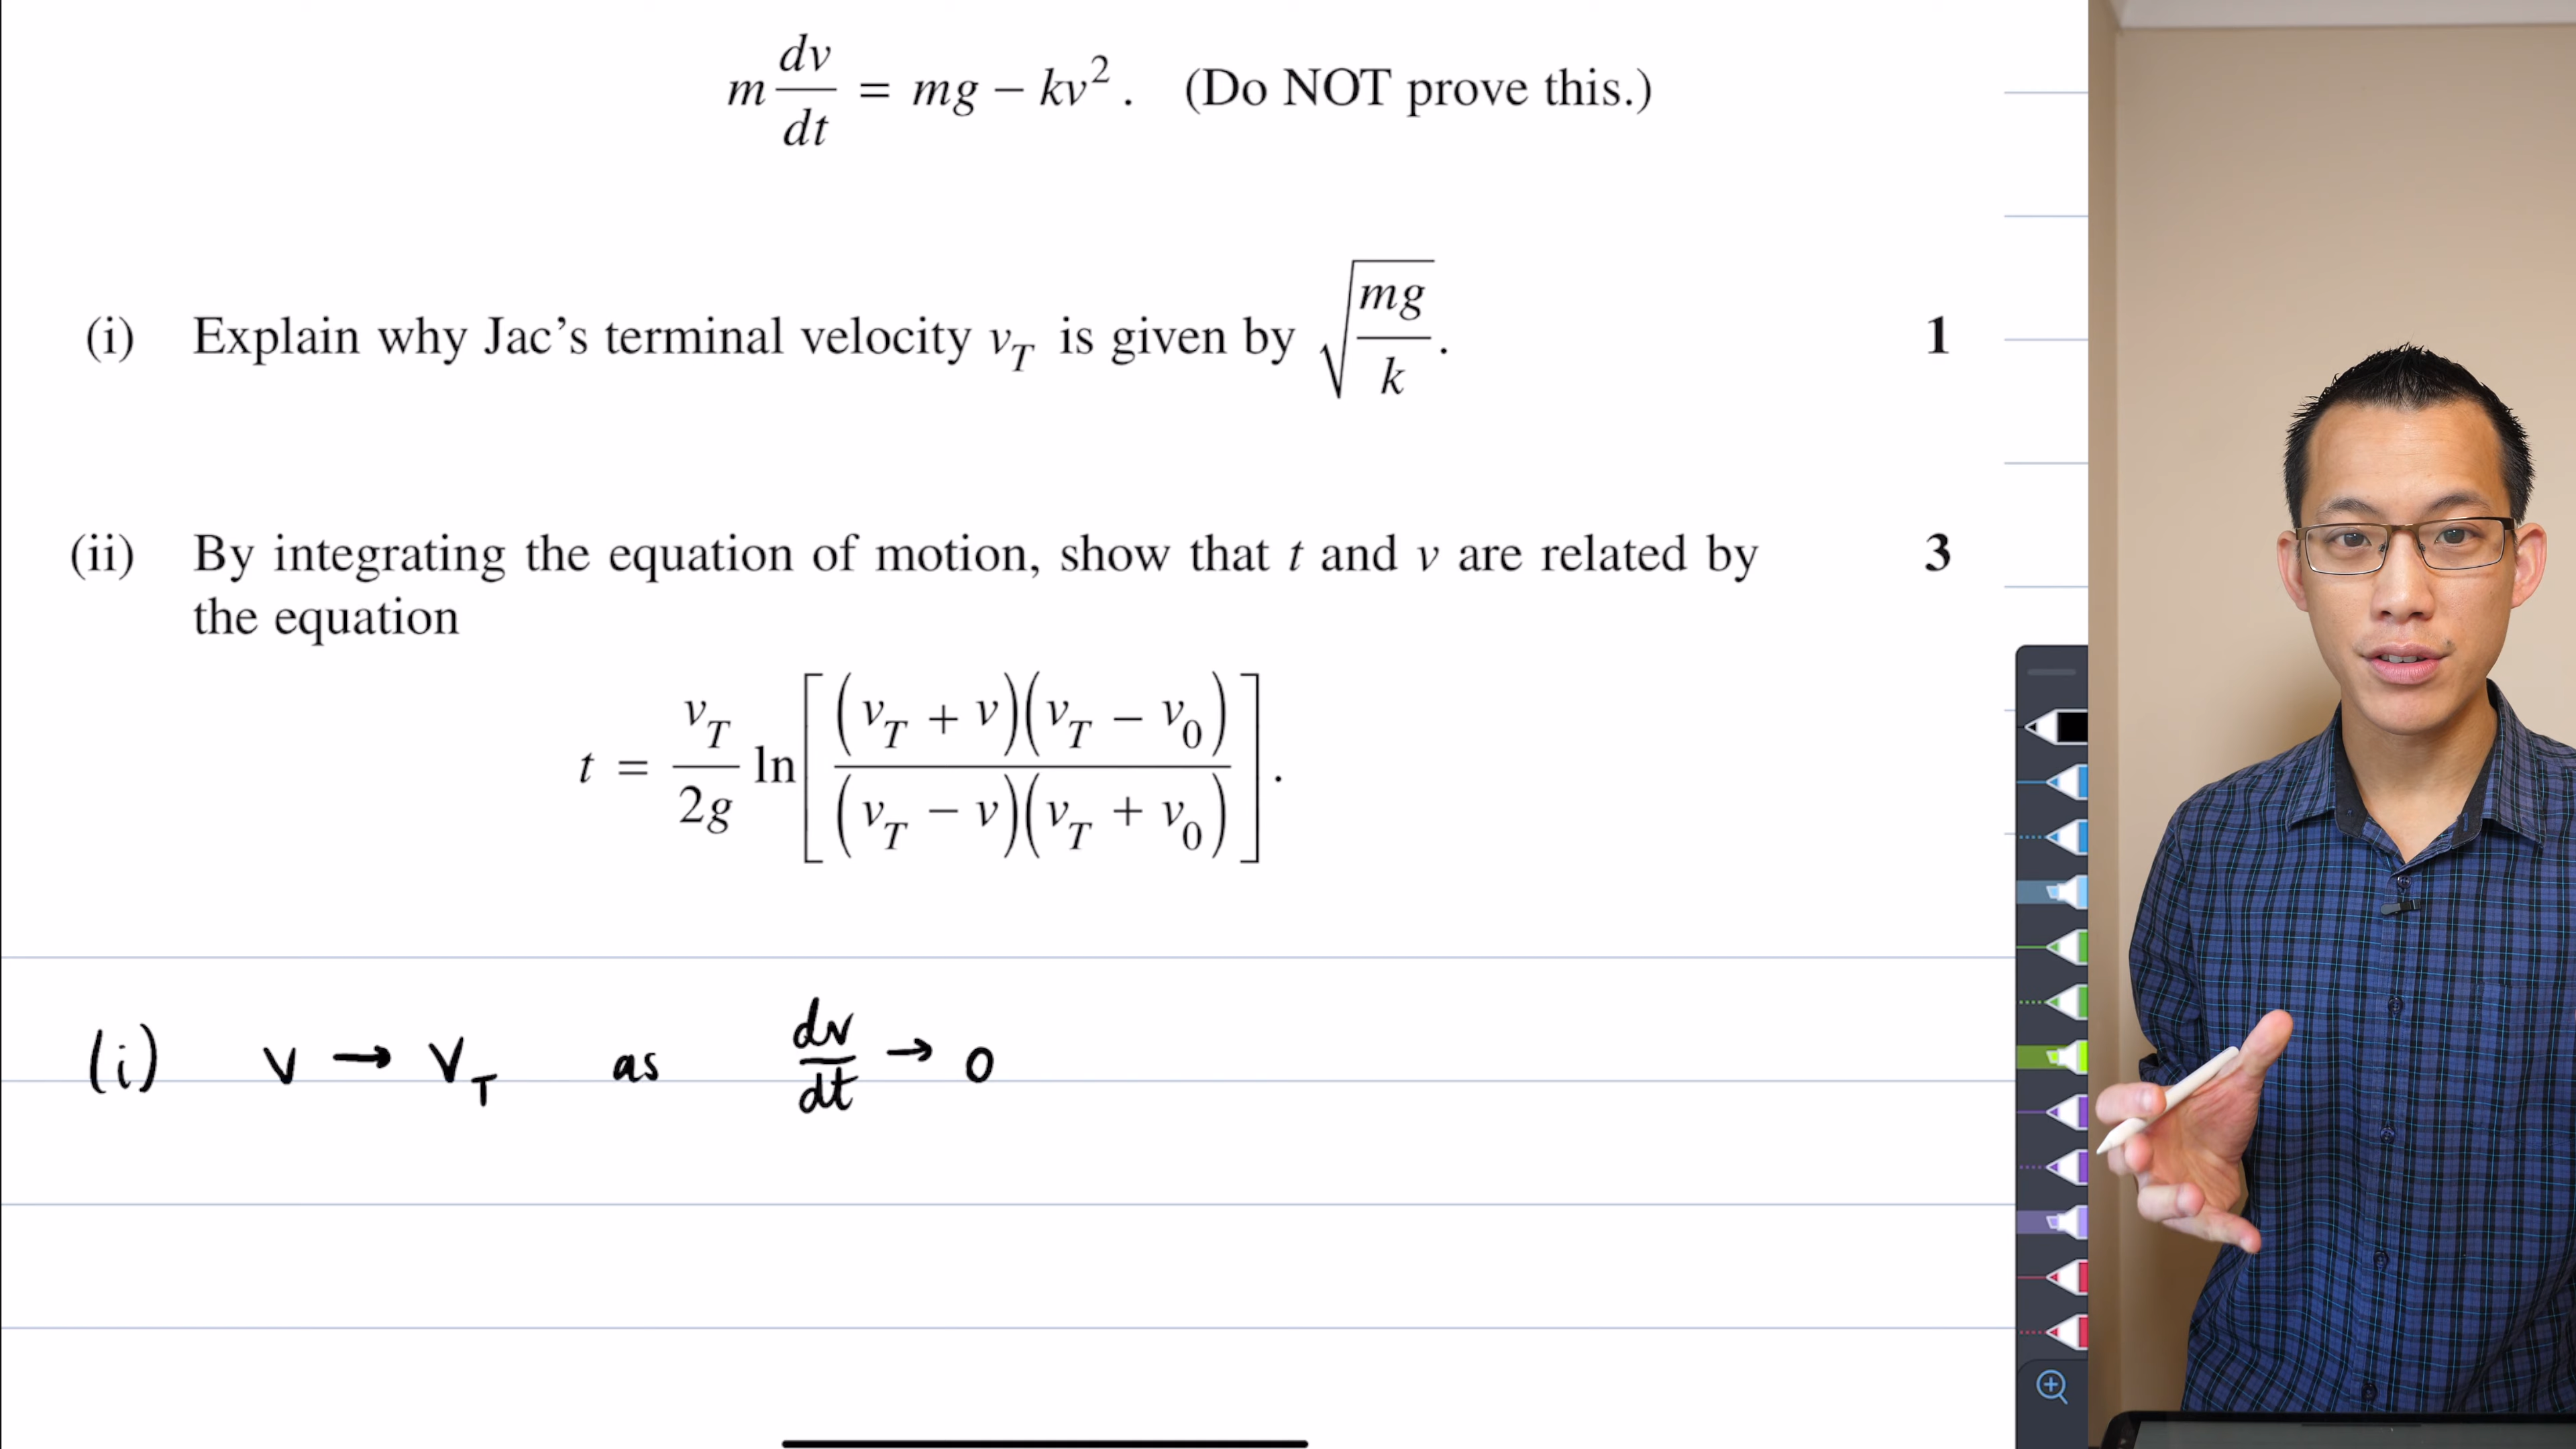 m dv/dt = mg − kv². (Do NOT prove this.)
(i) Explain why Jac's terminal velocity v_T is given by √(mg/k). 1
(ii) By integrating the equation of motion, show that t and v are related by 3
the equation
t = v_T/2g ln[(v_T + v)(v_T − v_0)/(v_T − v)(v_T + v_0)].
(i) v → v_T as dv/dt → 0